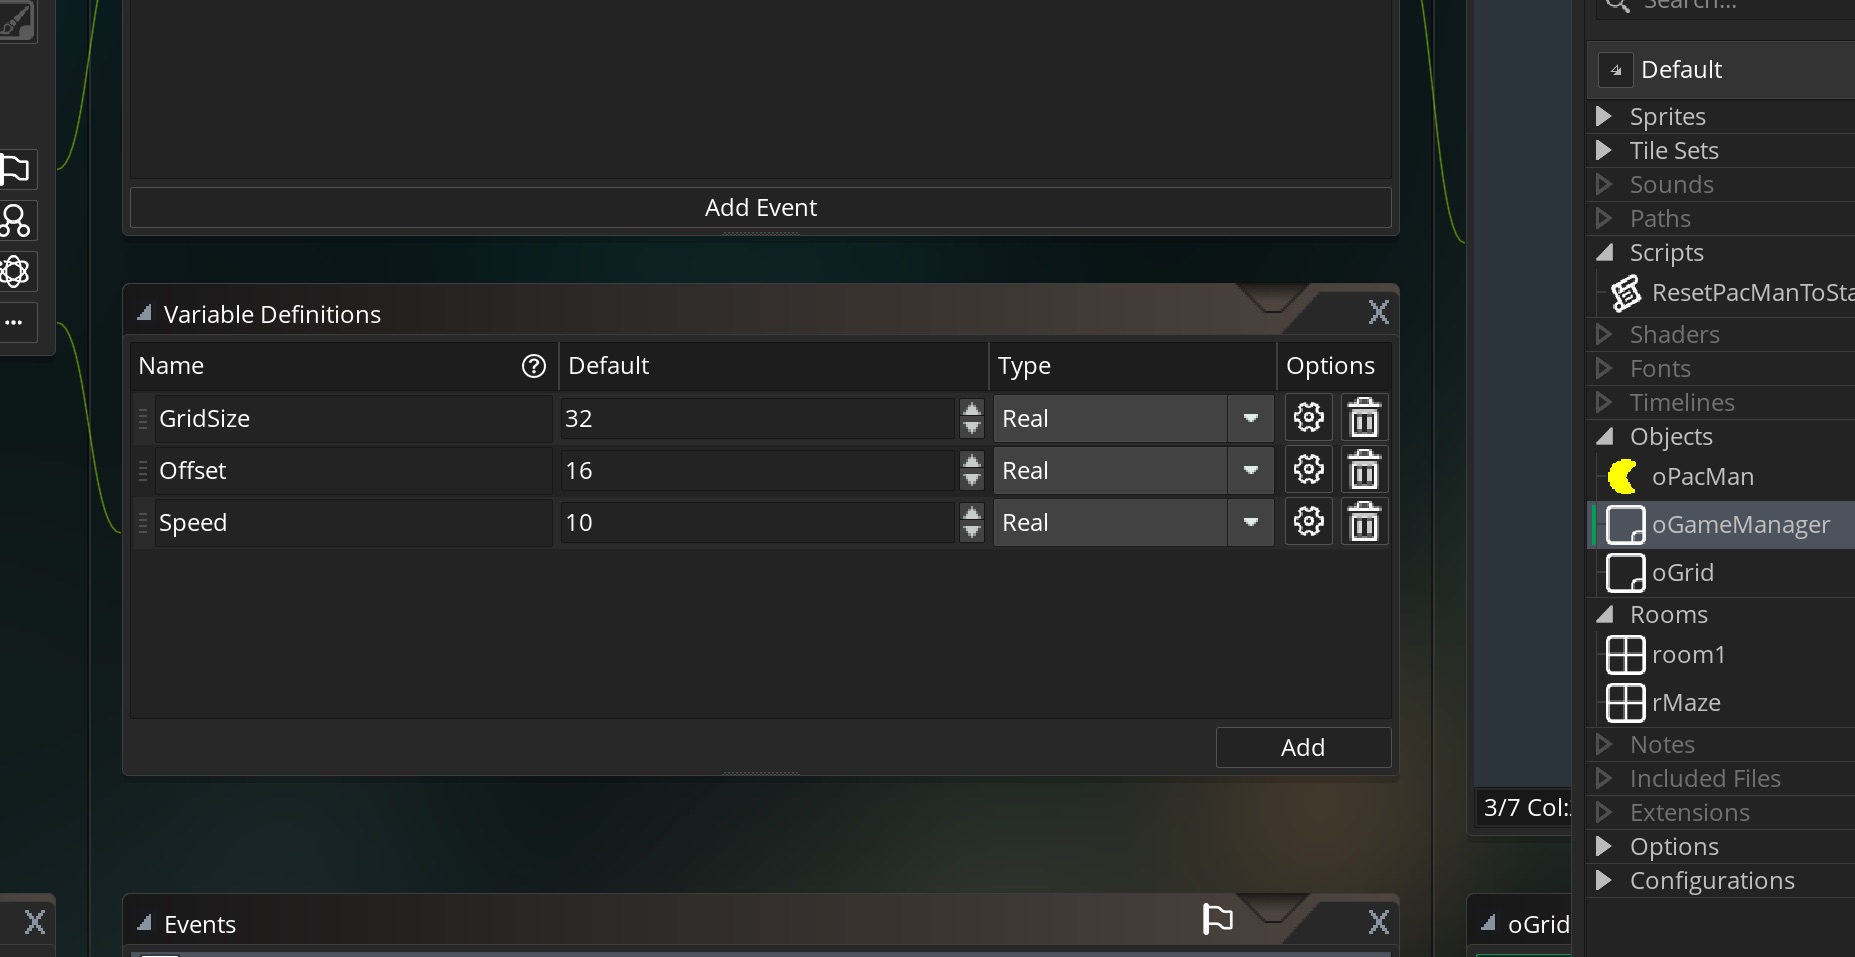 Search...
Default
Sprites
Tile Sets
Sounds
Paths
Scripts
ResetPacManToSta
Shaders
Fonts
Timelines
Objects
oPacMan
oGameManager
oGrid
Rooms
room1
rMaze
Notes
Included Files
Extensions
Options
Configurations
Add Event
Variable Definitions X
Name ? Default Type Options
GridSize 32 Real
Offset 16 Real
Speed 10 Real
Add
3/7 Col:
X
Events X
oGrid